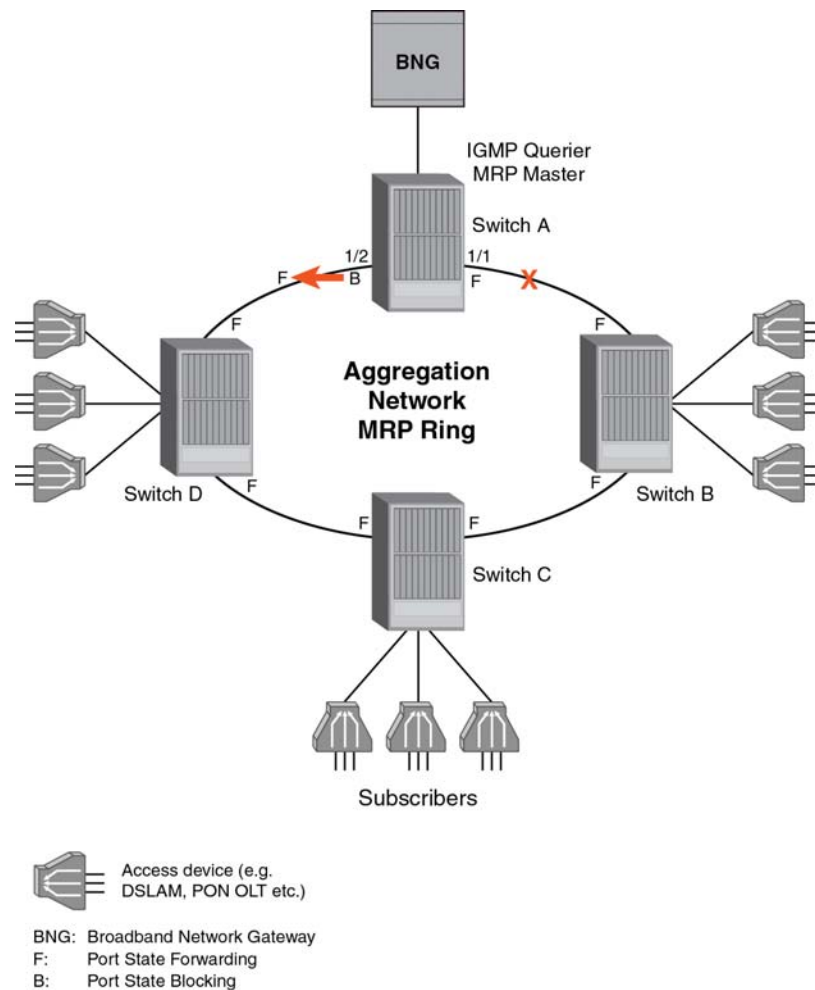 BNG
IGMP Querier
MRP Master
Switch A
1/2
1/1
F
B
F
X
F
F
Aggregation
Network
MRP Ring
Switch D
Switch B
F
F
F
F
Switch C
Subscribers
Access device (e.g.
DSLAM, PON OLT etc.)
BNG: Broadband Network Gateway
F: Port State Forwarding
B: Port State Blocking